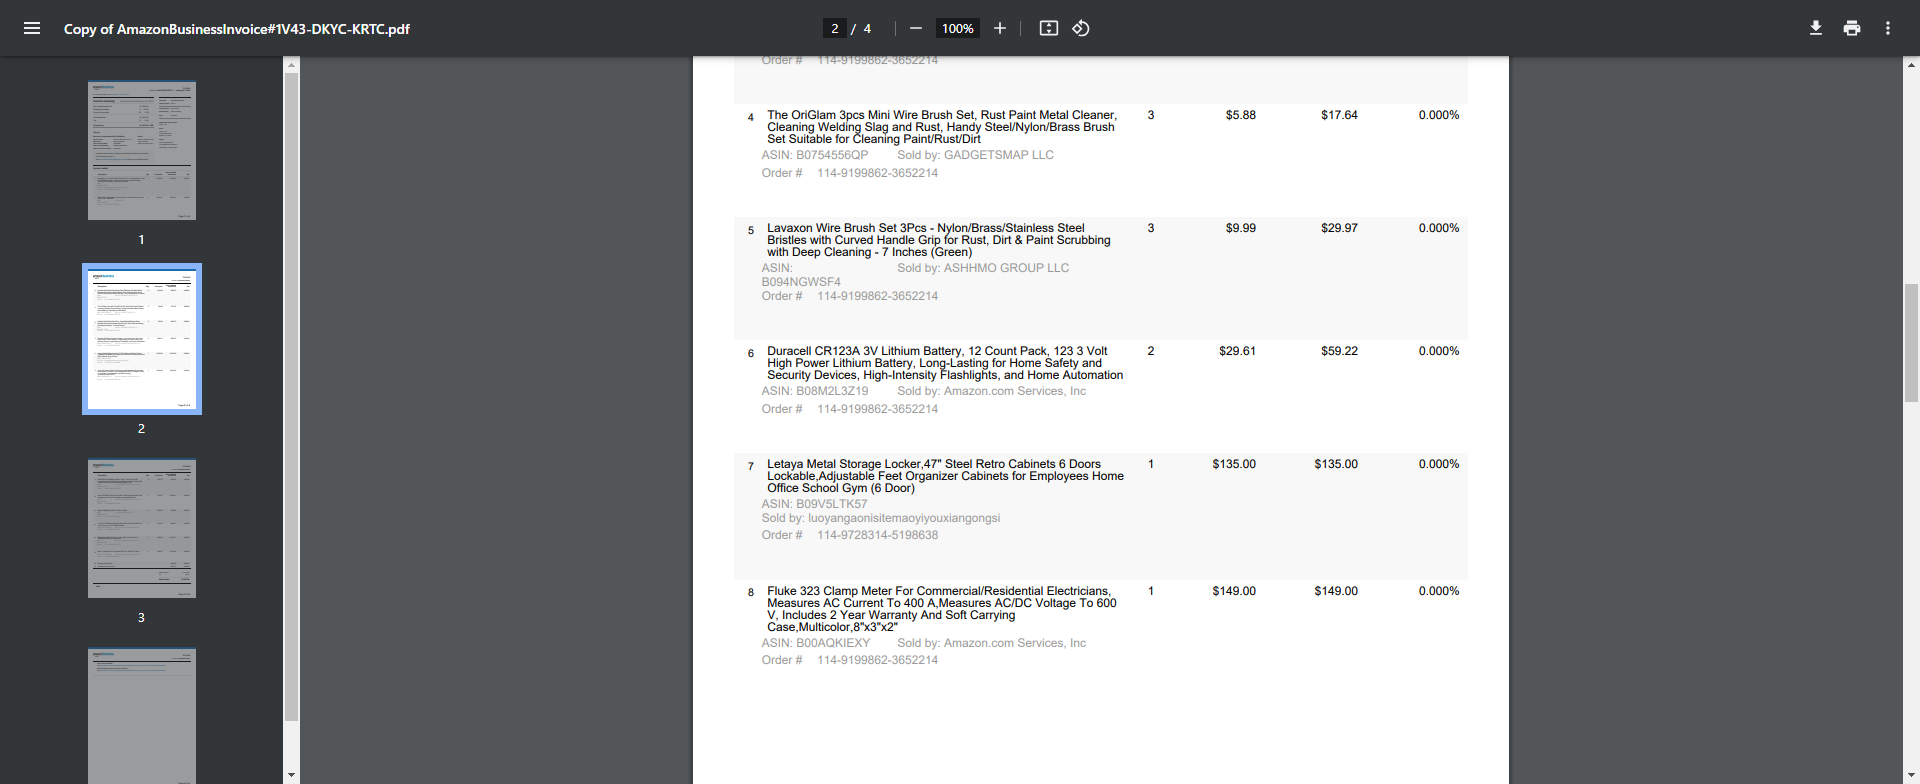 Copy of AmazonBusinessInvoice#1V43-DKYC-KRTC.pdf
2 / 4
100%
1
2
3
Order # 114-9199862-3652214
4 The OriGlam 3pcs Mini Wire Brush Set, Rust Paint Metal Cleaner, 3 $5.88 $17.64 0.000%
Cleaning Welding Slag and Rust, Handy Steel/Nylon/Brass Brush
Set Suitable for Cleaning Paint/Rust/Dirt
ASIN: B0754556QP Sold by: GADGETSMAP LLC
Order # 114-9199862-3652214
5 Lavaxon Wire Brush Set 3Pcs - Nylon/Brass/Stainless Steel 3 $9.99 $29.97 0.000%
Bristles with Curved Handle Grip for Rust, Dirt & Paint Scrubbing
with Deep Cleaning - 7 Inches (Green)
ASIN: Sold by: ASHHMO GROUP LLC
B094NGWSF4
Order # 114-9199862-3652214
6 Duracell CR123A 3V Lithium Battery, 12 Count Pack, 123 3 Volt 2 $29.61 $59.22 0.000%
High Power Lithium Battery, Long-Lasting for Home Safety and
Security Devices, High-Intensity Flashlights, and Home Automation
ASIN: B08M2L3Z19 Sold by: Amazon.com Services, Inc
Order # 114-9199862-3652214
7 Letaya Metal Storage Locker,47" Steel Retro Cabinets 6 Doors 1 $135.00 $135.00 0.000%
Lockable,Adjustable Feet Organizer Cabinets for Employees Home
Office School Gym (6 Door)
ASIN: B09V5LTK57
Sold by: luoyangaonisitemaoyiyouxiangongsi
Order # 114-9728314-5198638
8 Fluke 323 Clamp Meter For Commercial/Residential Electricians, 1 $149.00 $149.00 0.000%
Measures AC Current To 400 A,Measures AC/DC Voltage To 600
V, Includes 2 Year Warranty And Soft Carrying
Case,Multicolor,8"x3"x2"
ASIN: B00AQKIEXY Sold by: Amazon.com Services, Inc
Order # 114-9199862-3652214